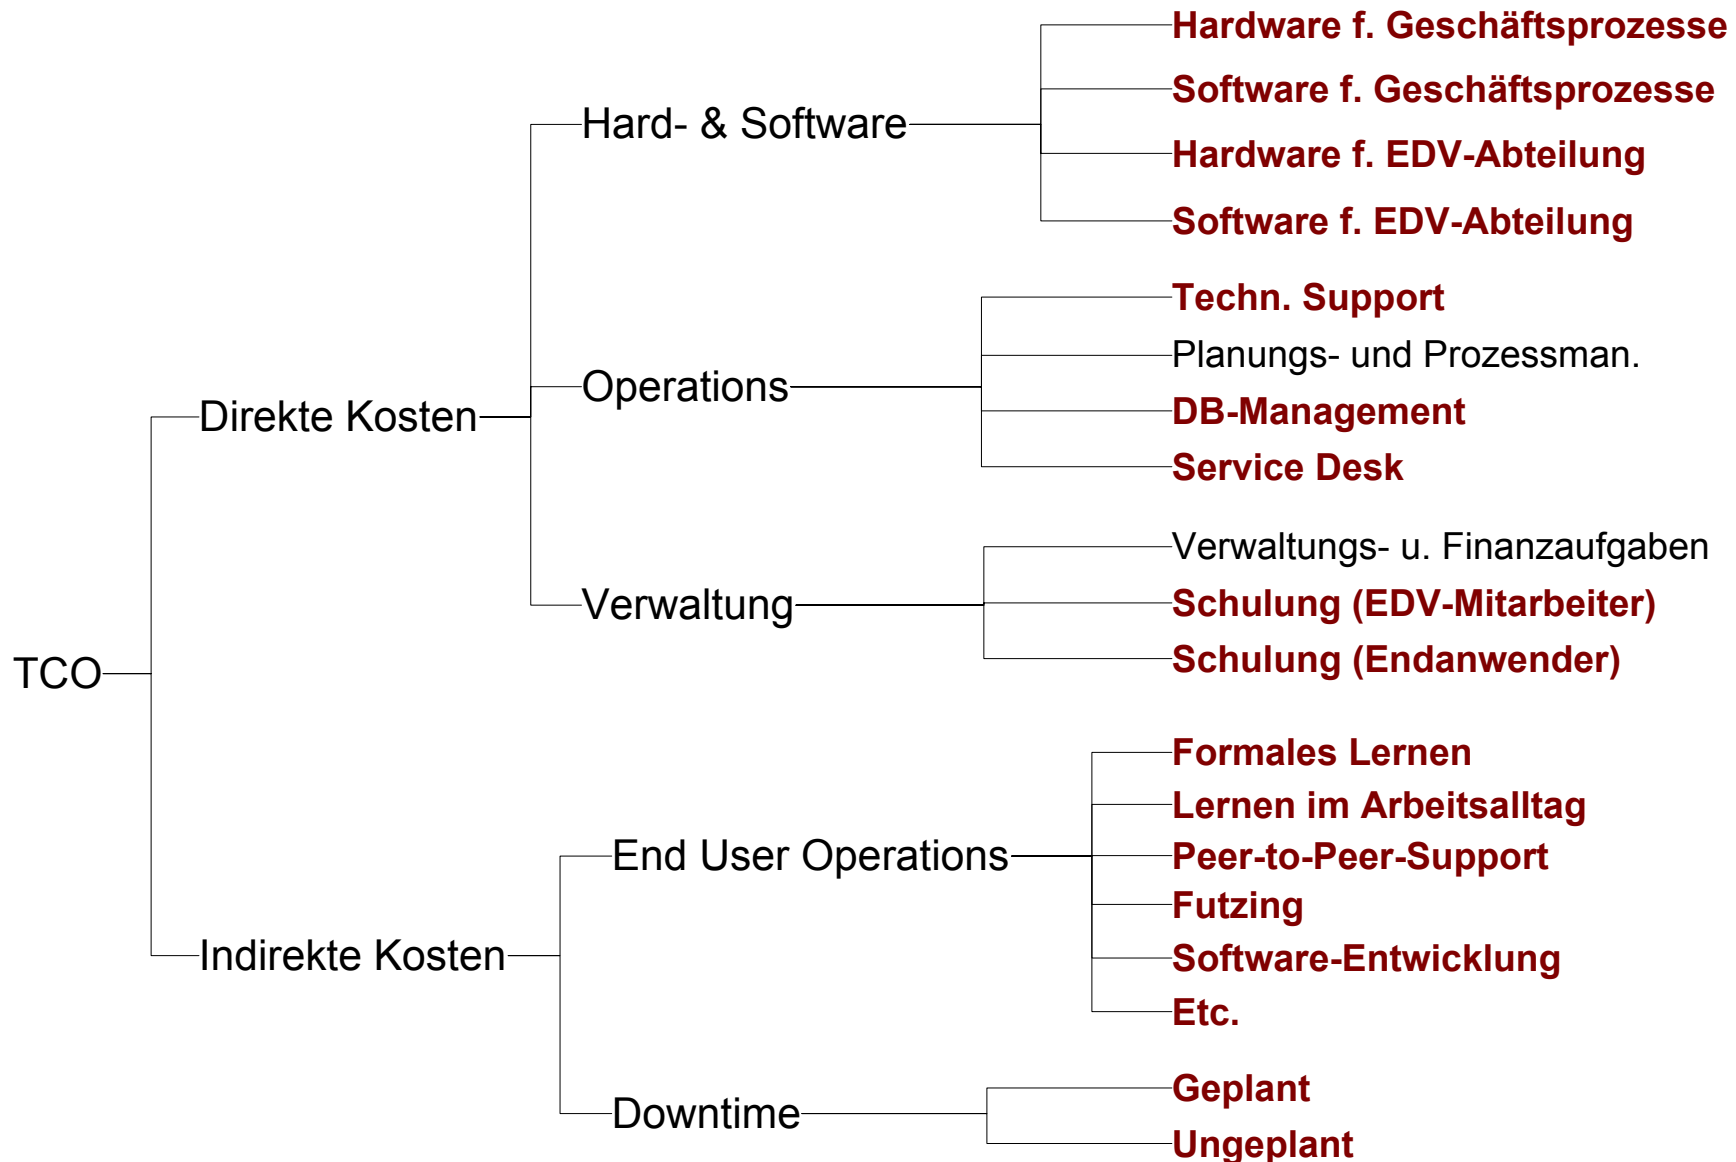 TCO
Direkte Kosten
Hard- & Software
Hardware f. Geschäftsprozesse
Software f. Geschäftsprozesse
Hardware f. EDV-Abteilung
Software f. EDV-Abteilung
Operations
Techn. Support
Planungs- und Prozessman.
DB-Management
Service Desk
Verwaltung
Verwaltungs- u. Finanzaufgaben
Schulung (EDV-Mitarbeiter)
Schulung (Endanwender)
Indirekte Kosten
End User Operations
Formales Lernen
Lernen im Arbeitsalltag
Peer-to-Peer-Support
Futzing
Software-Entwicklung
Etc.
Downtime
Geplant
Ungeplant